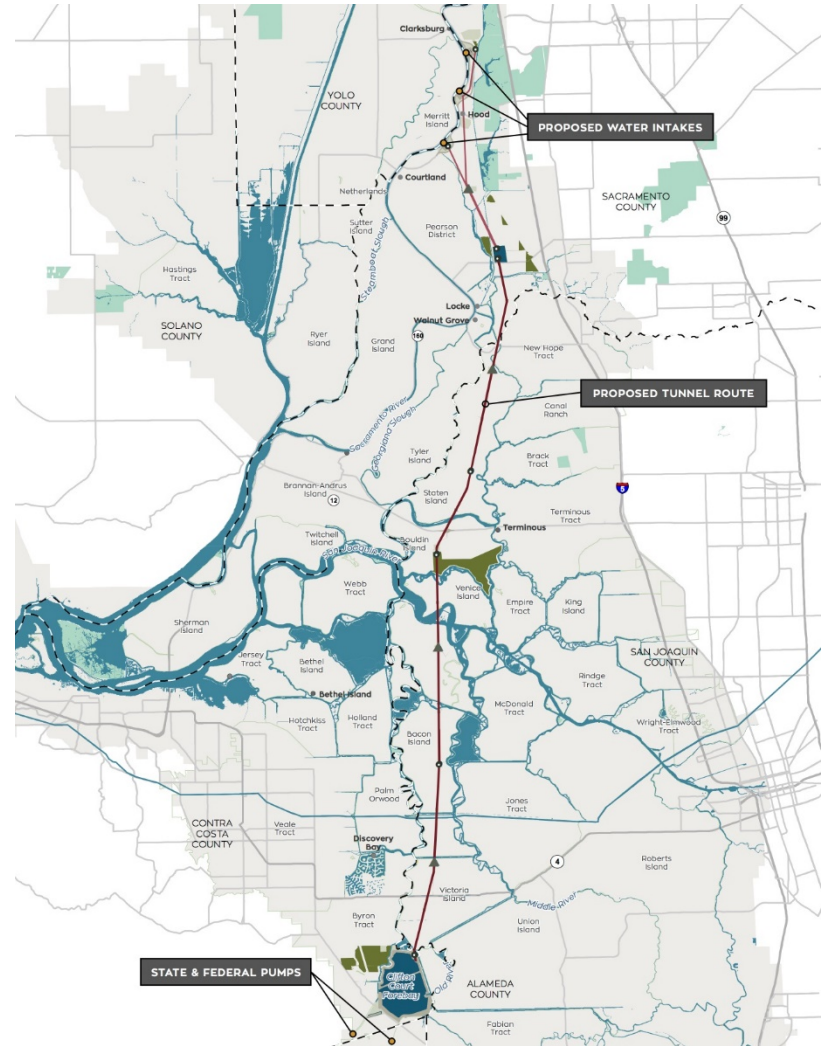 Clarksburg
YOLO
COUNTY
Merritt
Island
Hood
PROPOSED WATER INTAKES
Courtland
Netherlands
SACRAMENTO
COUNTY
99
Sutter
Island
Pearson
District
Steamboat Slough
Hastings
Tract
Locke
Walnut Grove
SOLANO
COUNTY
Ryer
Island
Grand
Island
160
New Hope
Tract
PROPOSED TUNNEL ROUTE
Canal
Ranch
Sacramento River
Georgiana Slough
Tyler
Island
Brack
Tract
Brannan-Andrus
Island
12
Staten
Island
5
Terminous
Tract
Terminous
Twitchell
Island
Bouldin
Island
San Joaquin River
Webb
Tract
Venice
Island
Empire
Tract
King
Island
Sherman
Island
Jersey
Tract
Bethel
Island
SAN JOAQUIN
COUNTY
Rindge
Tract
Bethel Island
McDonald
Tract
Hotchkiss
Tract
Holland
Tract
Bacon
Island
Wright-Elmwood
Tract
Palm
Orwood
Jones
Tract
CONTRA
COSTA
COUNTY
Veale
Tract
Discovery
Bay
4
Roberts
Island
Victoria
Island
Middle River
Byron
Tract
Union
Island
STATE & FEDERAL PUMPS
Clifton
Court
Forebay
Old River
ALAMEDA
COUNTY
Fabian
Tract